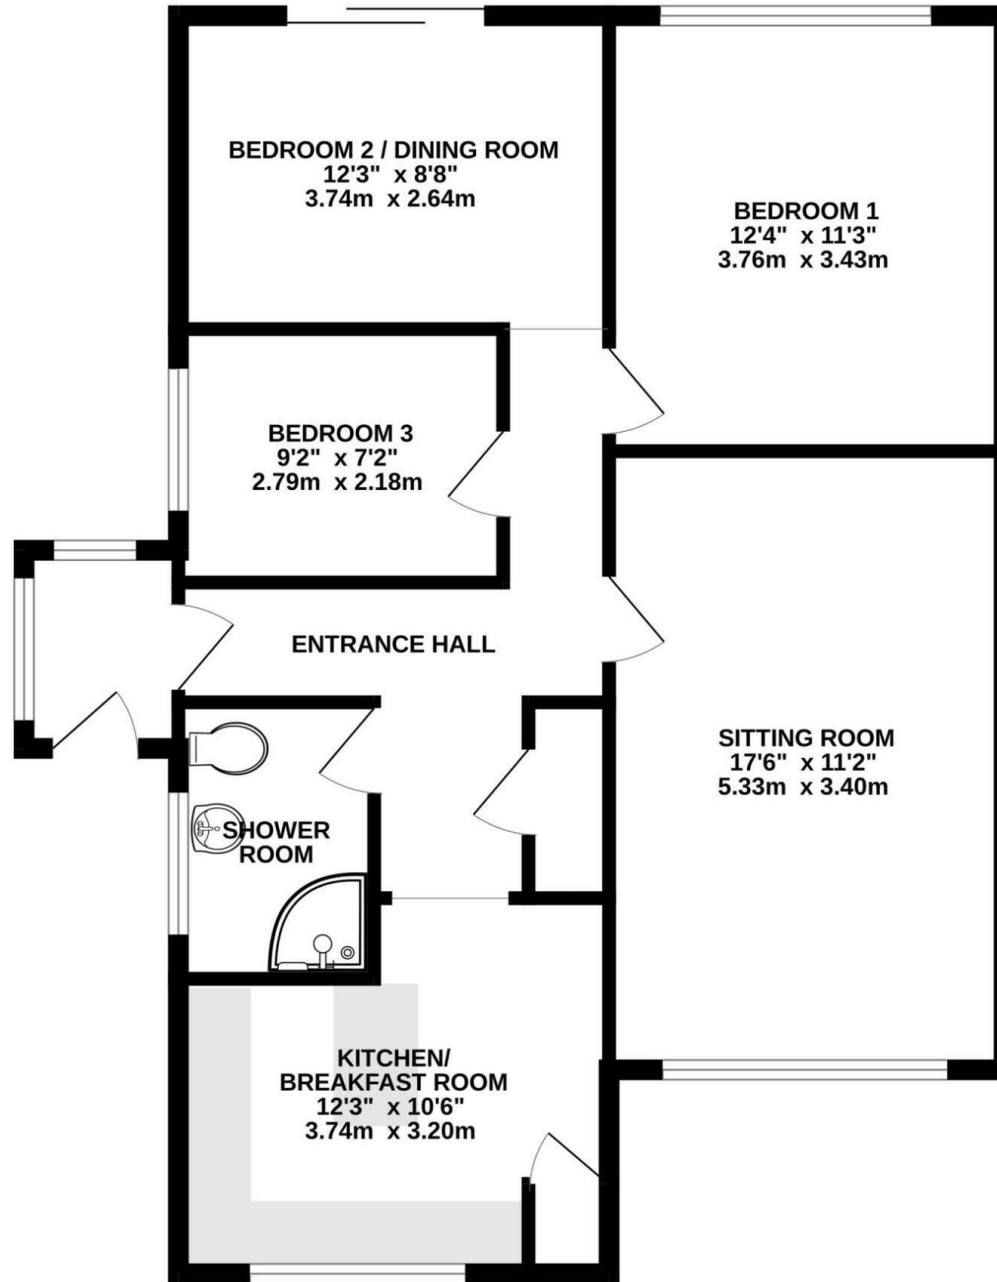 BEDROOM 2 / DINING ROOM
12'3" x 8'8"
3.74m x 2.64m
BEDROOM 1
12'4" x 11'3"
3.76m x 3.43m
BEDROOM 3
9'2" x 7'2"
2.79m x 2.18m
ENTRANCE HALL
SITTING ROOM
17'6" x 11'2"
5.33m x 3.40m
SHOWER
ROOM
KITCHEN/
BREAKFAST ROOM
12'3" x 10'6"
3.74m x 3.20m